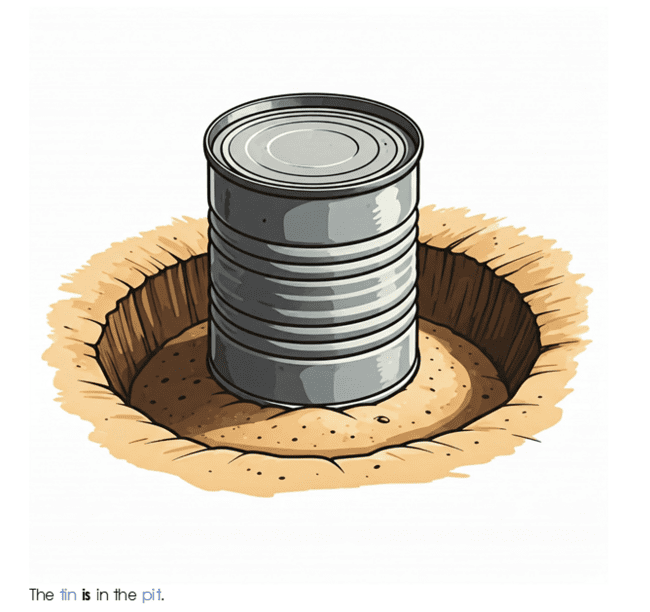 The tin is in the pit.